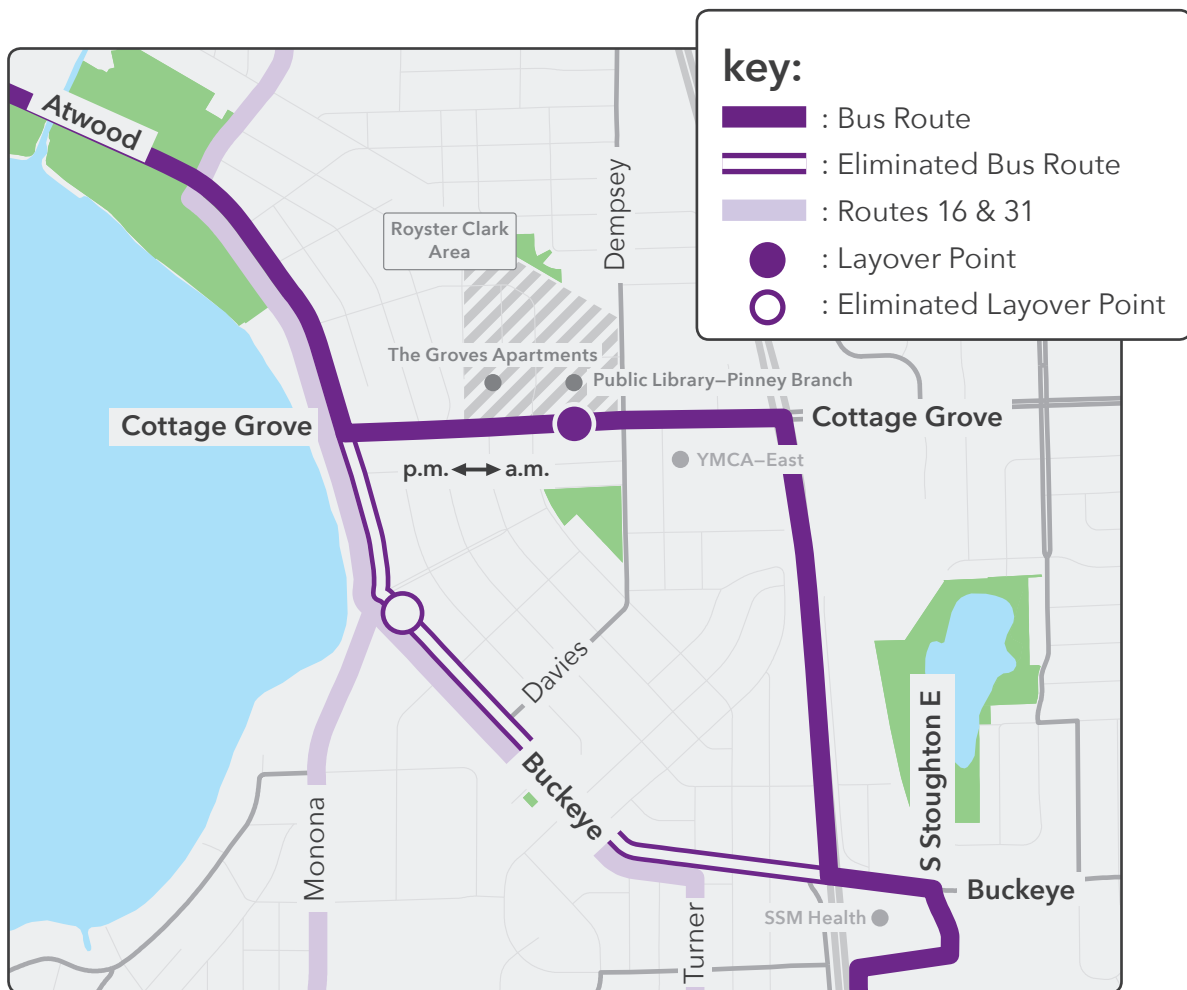 key:
: Bus Route
: Eliminated Bus Route
: Routes 16 & 31
: Layover Point
: Eliminated Layover Point
Atwood
Dempsey
Royster Clark
Area
The Groves Apartments
Public Library–Pinney Branch
Cottage Grove
Cottage Grove
p.m.
a.m.
YMCA–East
Davies
S Stoughton E
Buckeye
Monona
Buckeye
SSM Health
Turner